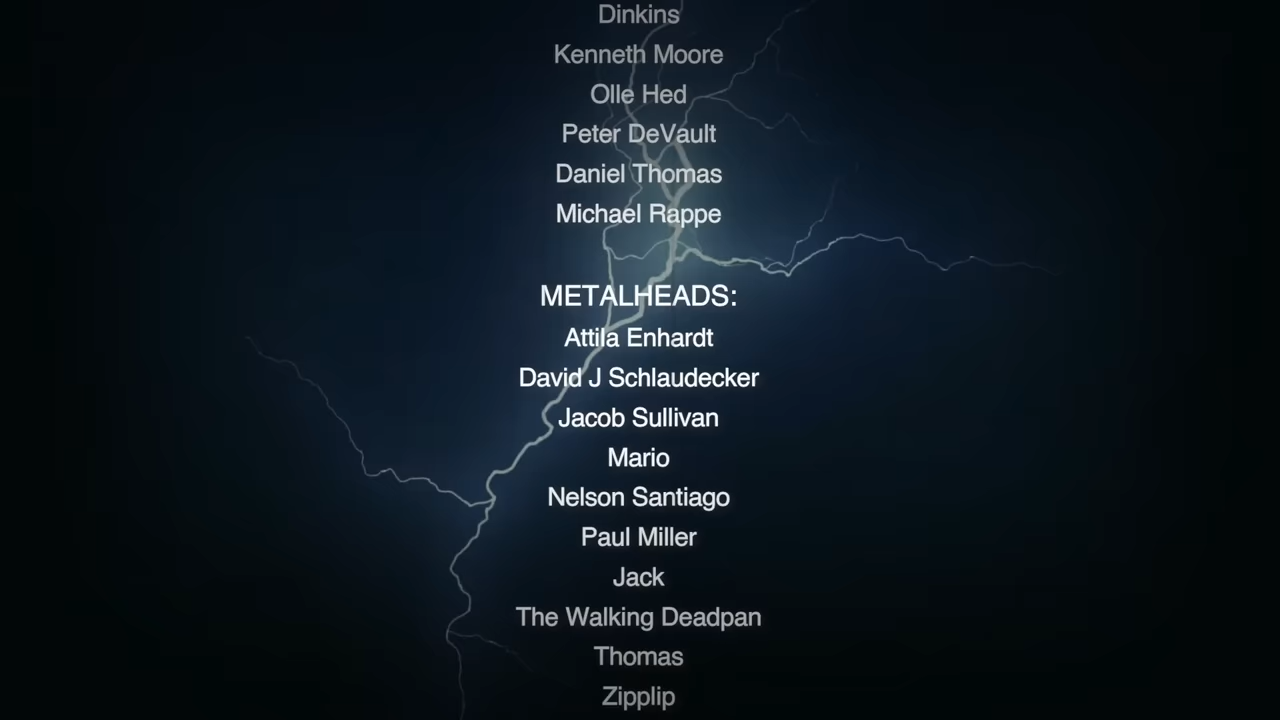 Dinkins
Kenneth Moore
Olle Hed
Peter DeVault
Daniel Thomas
Michael Rappe
METALHEADS:
Attila Enhardt
David J Schlaudecker
Jacob Sullivan
Mario
Nelson Santiago
Paul Miller
Jack
The Walking Deadpan
Thomas
Zipplip